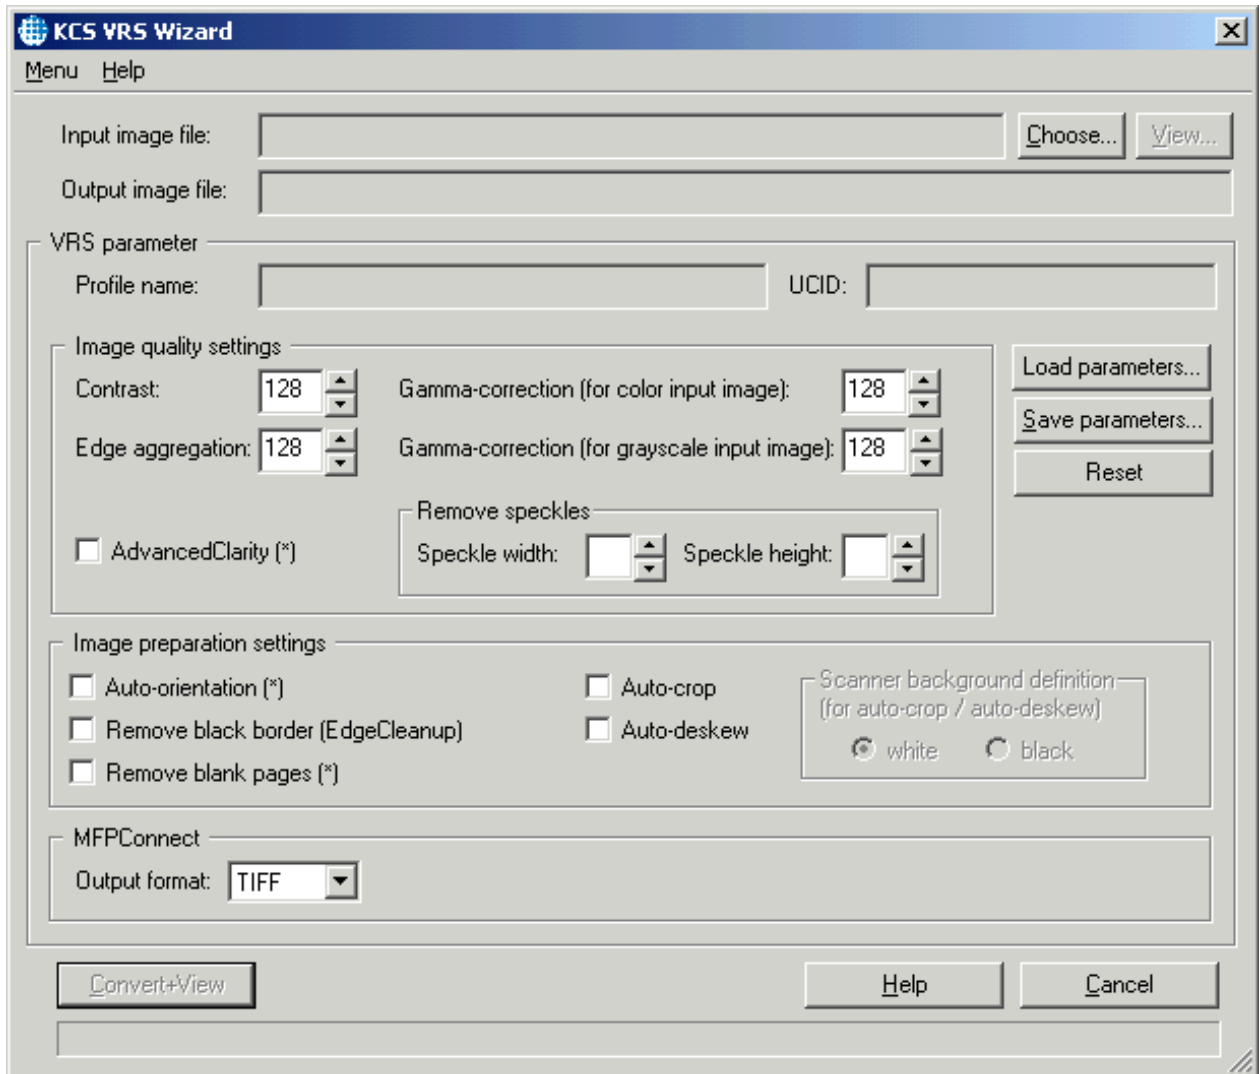 KCS VRS Wizard
Menu Help
Input image file: Choose... View...
Output image file:
VRS parameter
Profile name: UCID:
Image quality settings
Contrast: 128 Gamma-correction (for color input image): 128 Load parameters...
Edge aggregation: 128 Gamma-correction (for grayscale input image): 128 Save parameters...
Reset
Remove speckles
AdvancedClarity (*) Speckle width: Speckle height:
Image preparation settings
Auto-orientation (*) Auto-crop Scanner background definition
(for auto-crop / auto-deskew)
Remove black border (EdgeCleanup) Auto-deskew
white black
Remove blank pages (*)
MFPConnect
Output format: TIFF
Convert+View Help Cancel